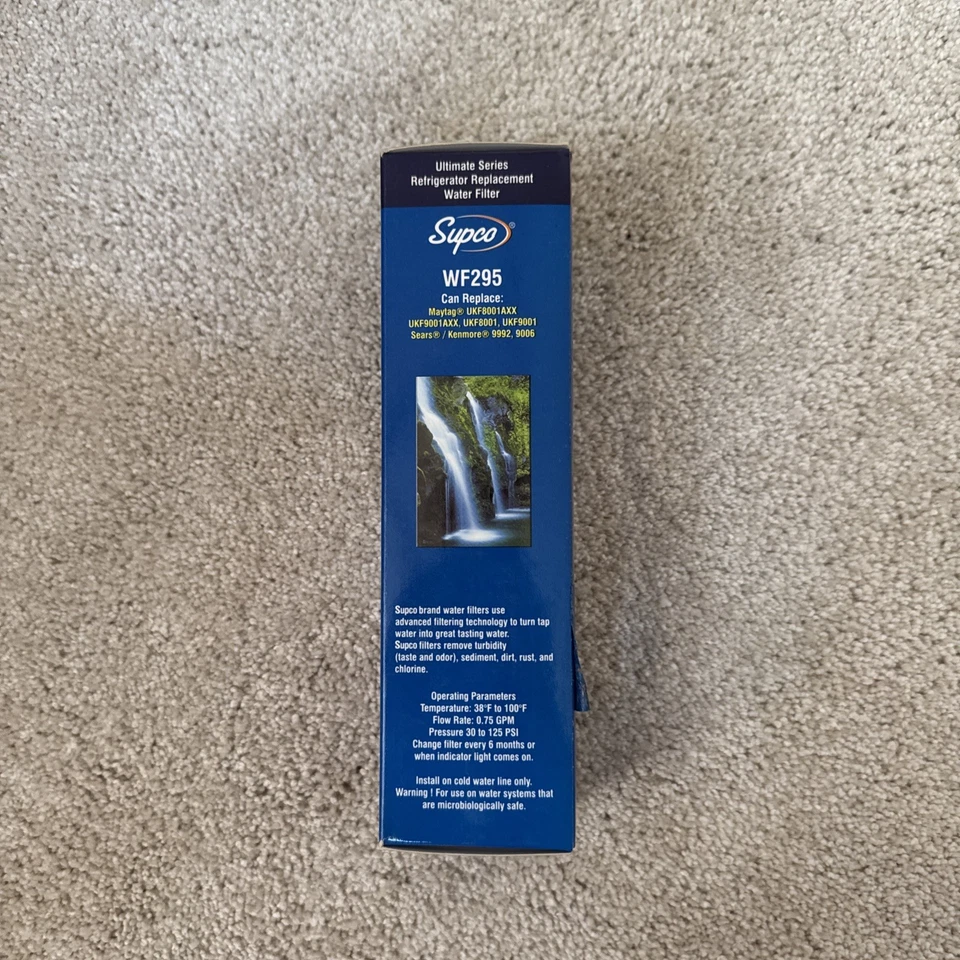 Ultimate Series
Refrigerator Replacement
Water Filter
Supco®
WF295
Can Replace:
Maytag® UKF8001AXX
UKF9001AXX, UKF8001, UKF9001
Sears® / Kenmore® 9992, 9006
Supco brand water filters use
advanced filtering technology to turn tap
water into great tasting water.
Supco filters remove turbidity
(taste and odor), sediment, dirt, rust, and
chlorine.
Operating Parameters
Temperature: 38°F to 100°F
Flow Rate: 0.75 GPM
Pressure 30 to 125 PSI
Change filter every 6 months or
when indicator light comes on.
Install on cold water line only.
Warning ! For use on water systems that
are microbiologically safe.